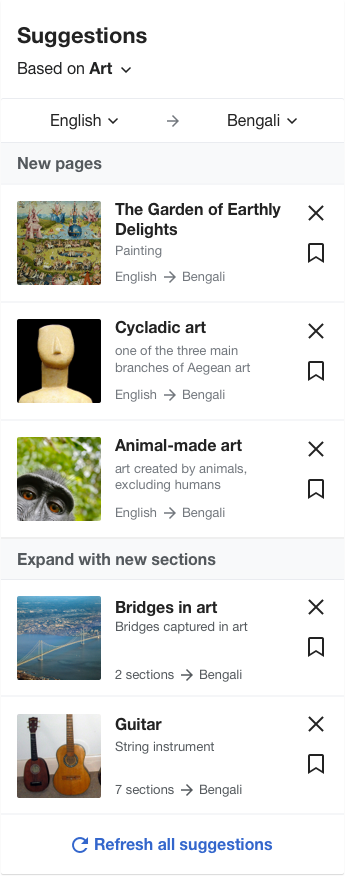 Suggestions
Based on Art
English → Bengali
New pages
The Garden of Earthly
Delights
Painting
English → Bengali
Cycladic art
one of the three main
branches of Aegean art
English → Bengali
Animal-made art
art created by animals,
excluding humans
English → Bengali
Expand with new sections
Bridges in art
Bridges captured in art
2 sections → Bengali
Guitar
String instrument
7 sections → Bengali
Refresh all suggestions